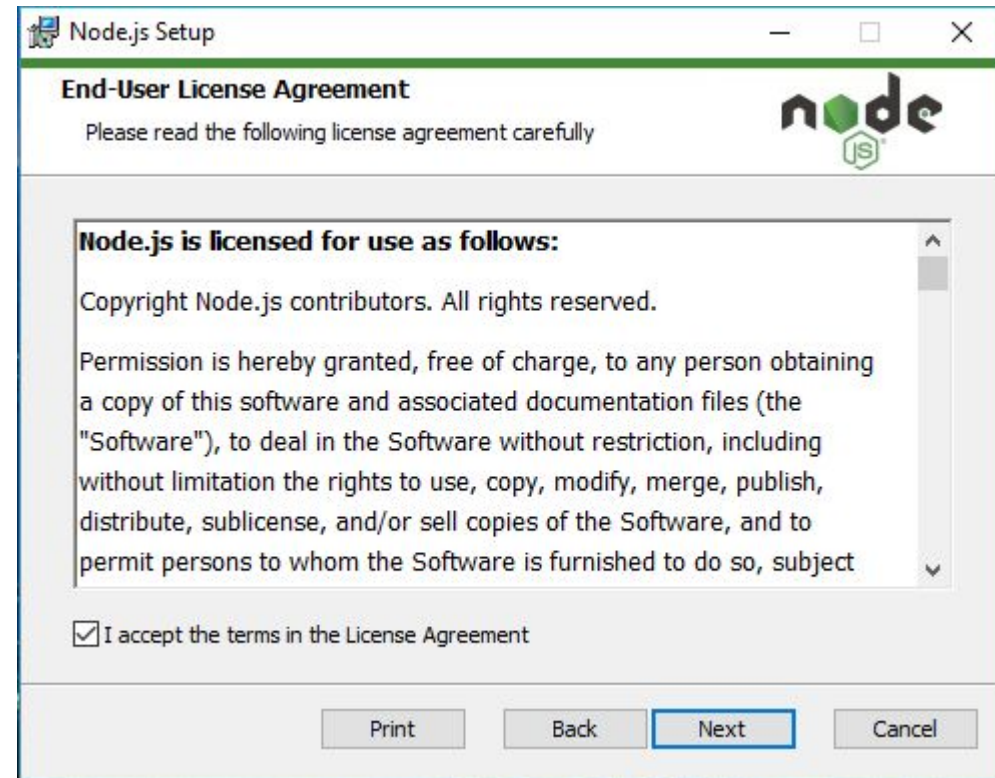 Node.js Setup
End-User License Agreement
Please read the following license agreement carefully
node
JS
Node.js is licensed for use as follows:
Copyright Node.js contributors. All rights reserved.
Permission is hereby granted, free of charge, to any person obtaining
a copy of this software and associated documentation files (the
"Software"), to deal in the Software without restriction, including
without limitation the rights to use, copy, modify, merge, publish,
distribute, sublicense, and/or sell copies of the Software, and to
permit persons to whom the Software is furnished to do so, subject
I accept the terms in the License Agreement
Print Back Next Cancel